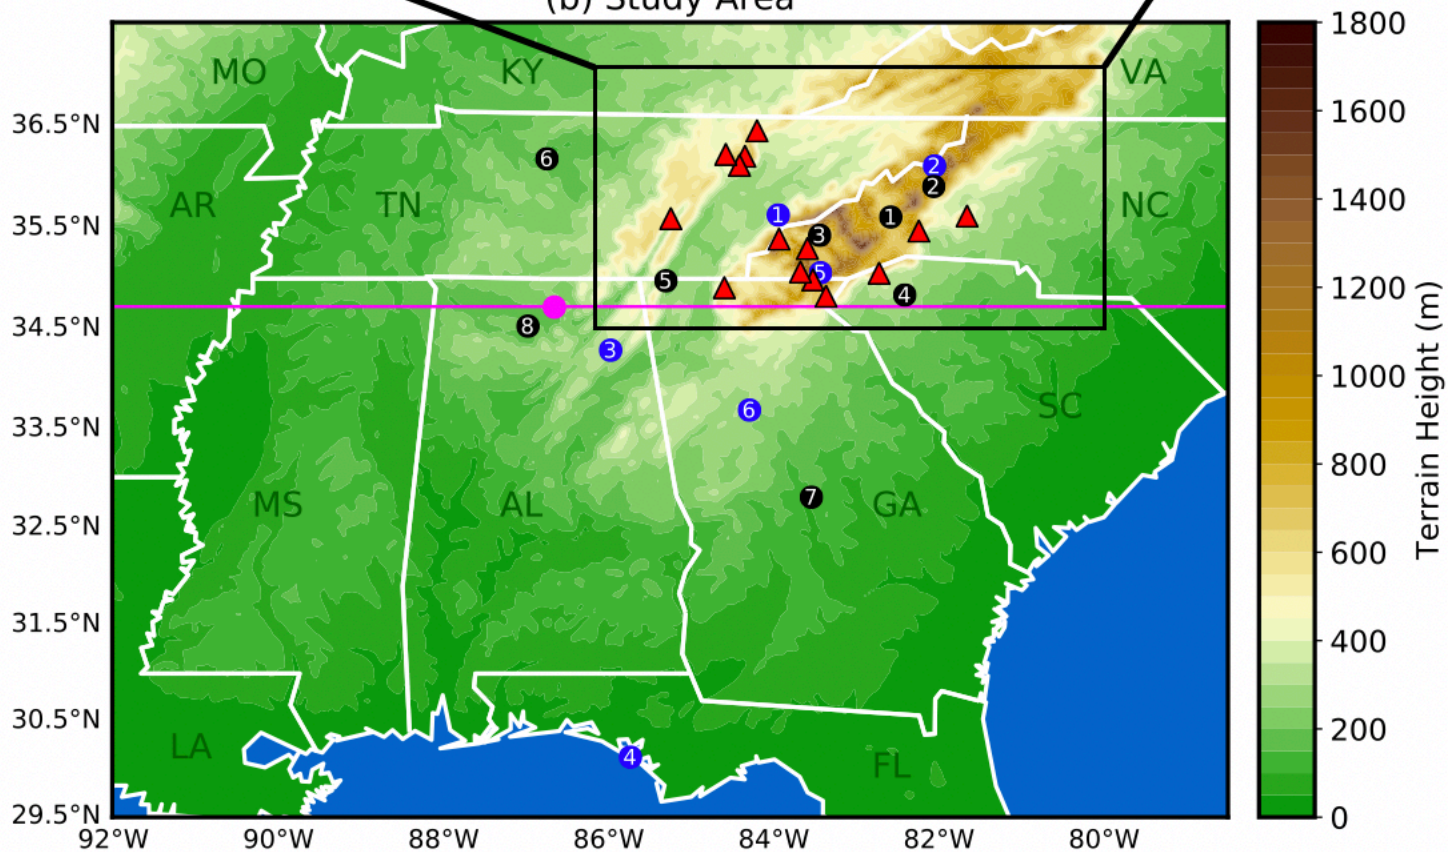 (b) Study Area
1800
MO
KY
VA
36.5°N
1600
6
2
2
1400
AR
TN
NC
35.5°N
1
1
3
5
5
4
1200
34.5°N
8
3
1000
33.5°N
6
SC
800
32.5°N
MS
AL
7
GA
600
31.5°N
400
30.5°N
LA
4
FL
200
29.5°N
0
92°W
90°W
88°W
86°W
84°W
82°W
80°W
Terrain Height (m)